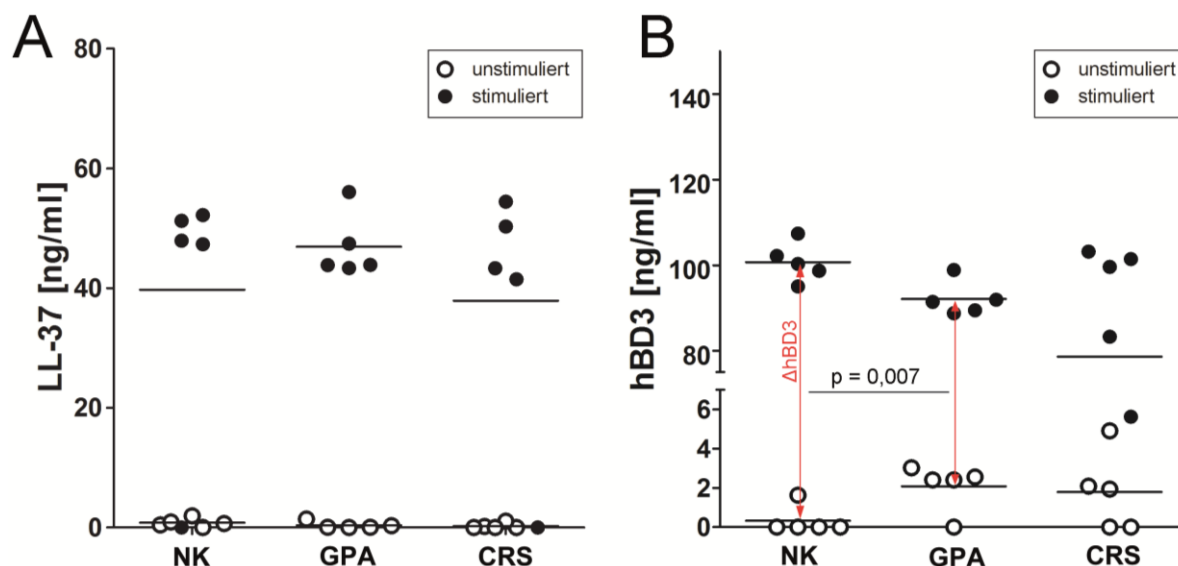 A
LL-37 [ng/ml]
80
60
40
20
0
unstimuliert
stimuliert
NK GPA CRS
B
hBD3 [ng/ml]
140
120
100
80
6
4
2
0
unstimuliert
stimuliert
ΔhBD3
p = 0,007
NK GPA CRS